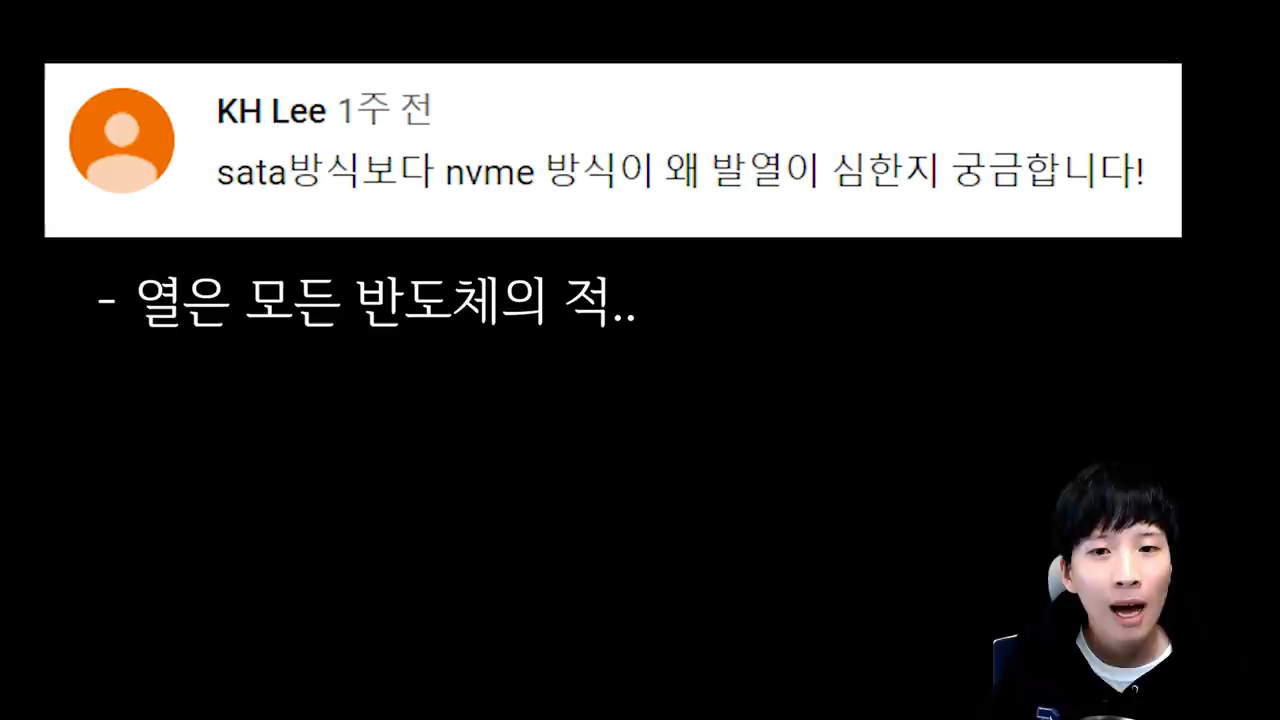 KH Lee 1주 전
sata방식보다 nvme 방식이 왜 발열이 심한지 궁금합니다!
- 열은 모든 반도체의 적..